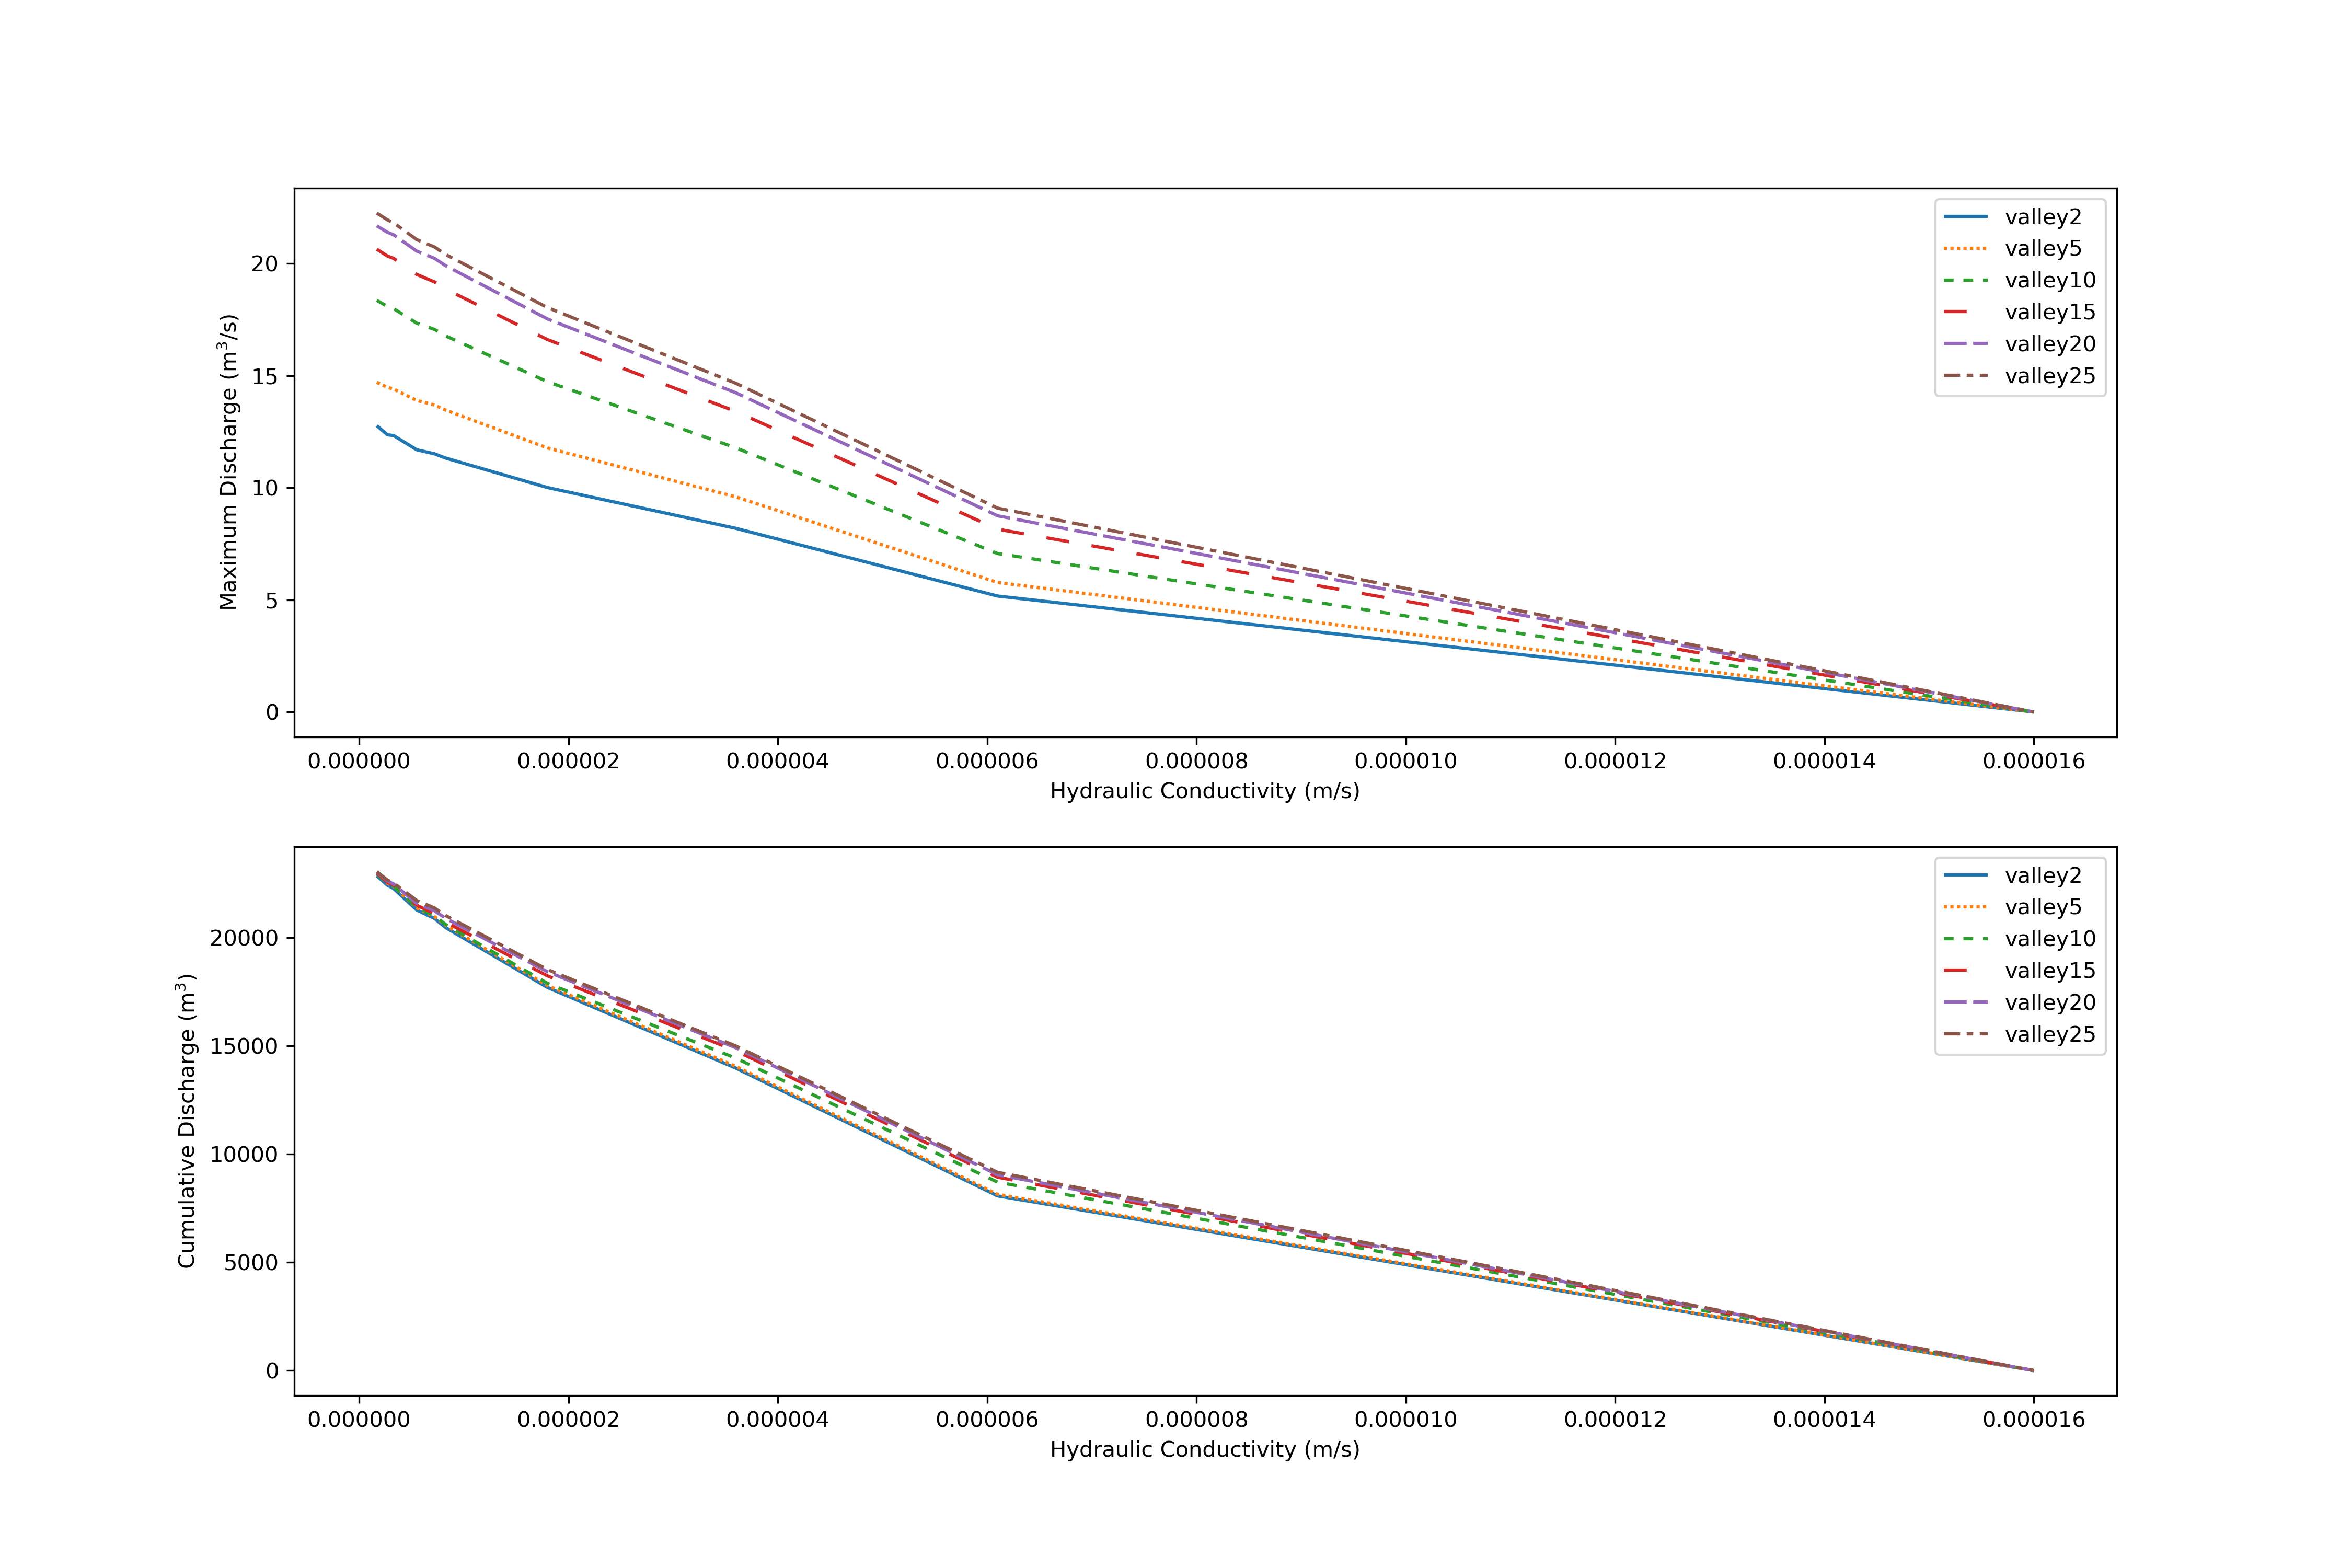 valley2
valley5
valley10
valley15
valley20
valley25
20
15
10
5
0
Maximum Discharge (m³/s)
0.000000 0.000002 0.000004 0.000006 0.000008 0.000010 0.000012 0.000014 0.000016
Hydraulic Conductivity (m/s)
valley2
valley5
valley10
valley15
valley20
valley25
20000
15000
10000
5000
0
Cumulative Discharge (m³)
0.000000 0.000002 0.000004 0.000006 0.000008 0.000010 0.000012 0.000014 0.000016
Hydraulic Conductivity (m/s)